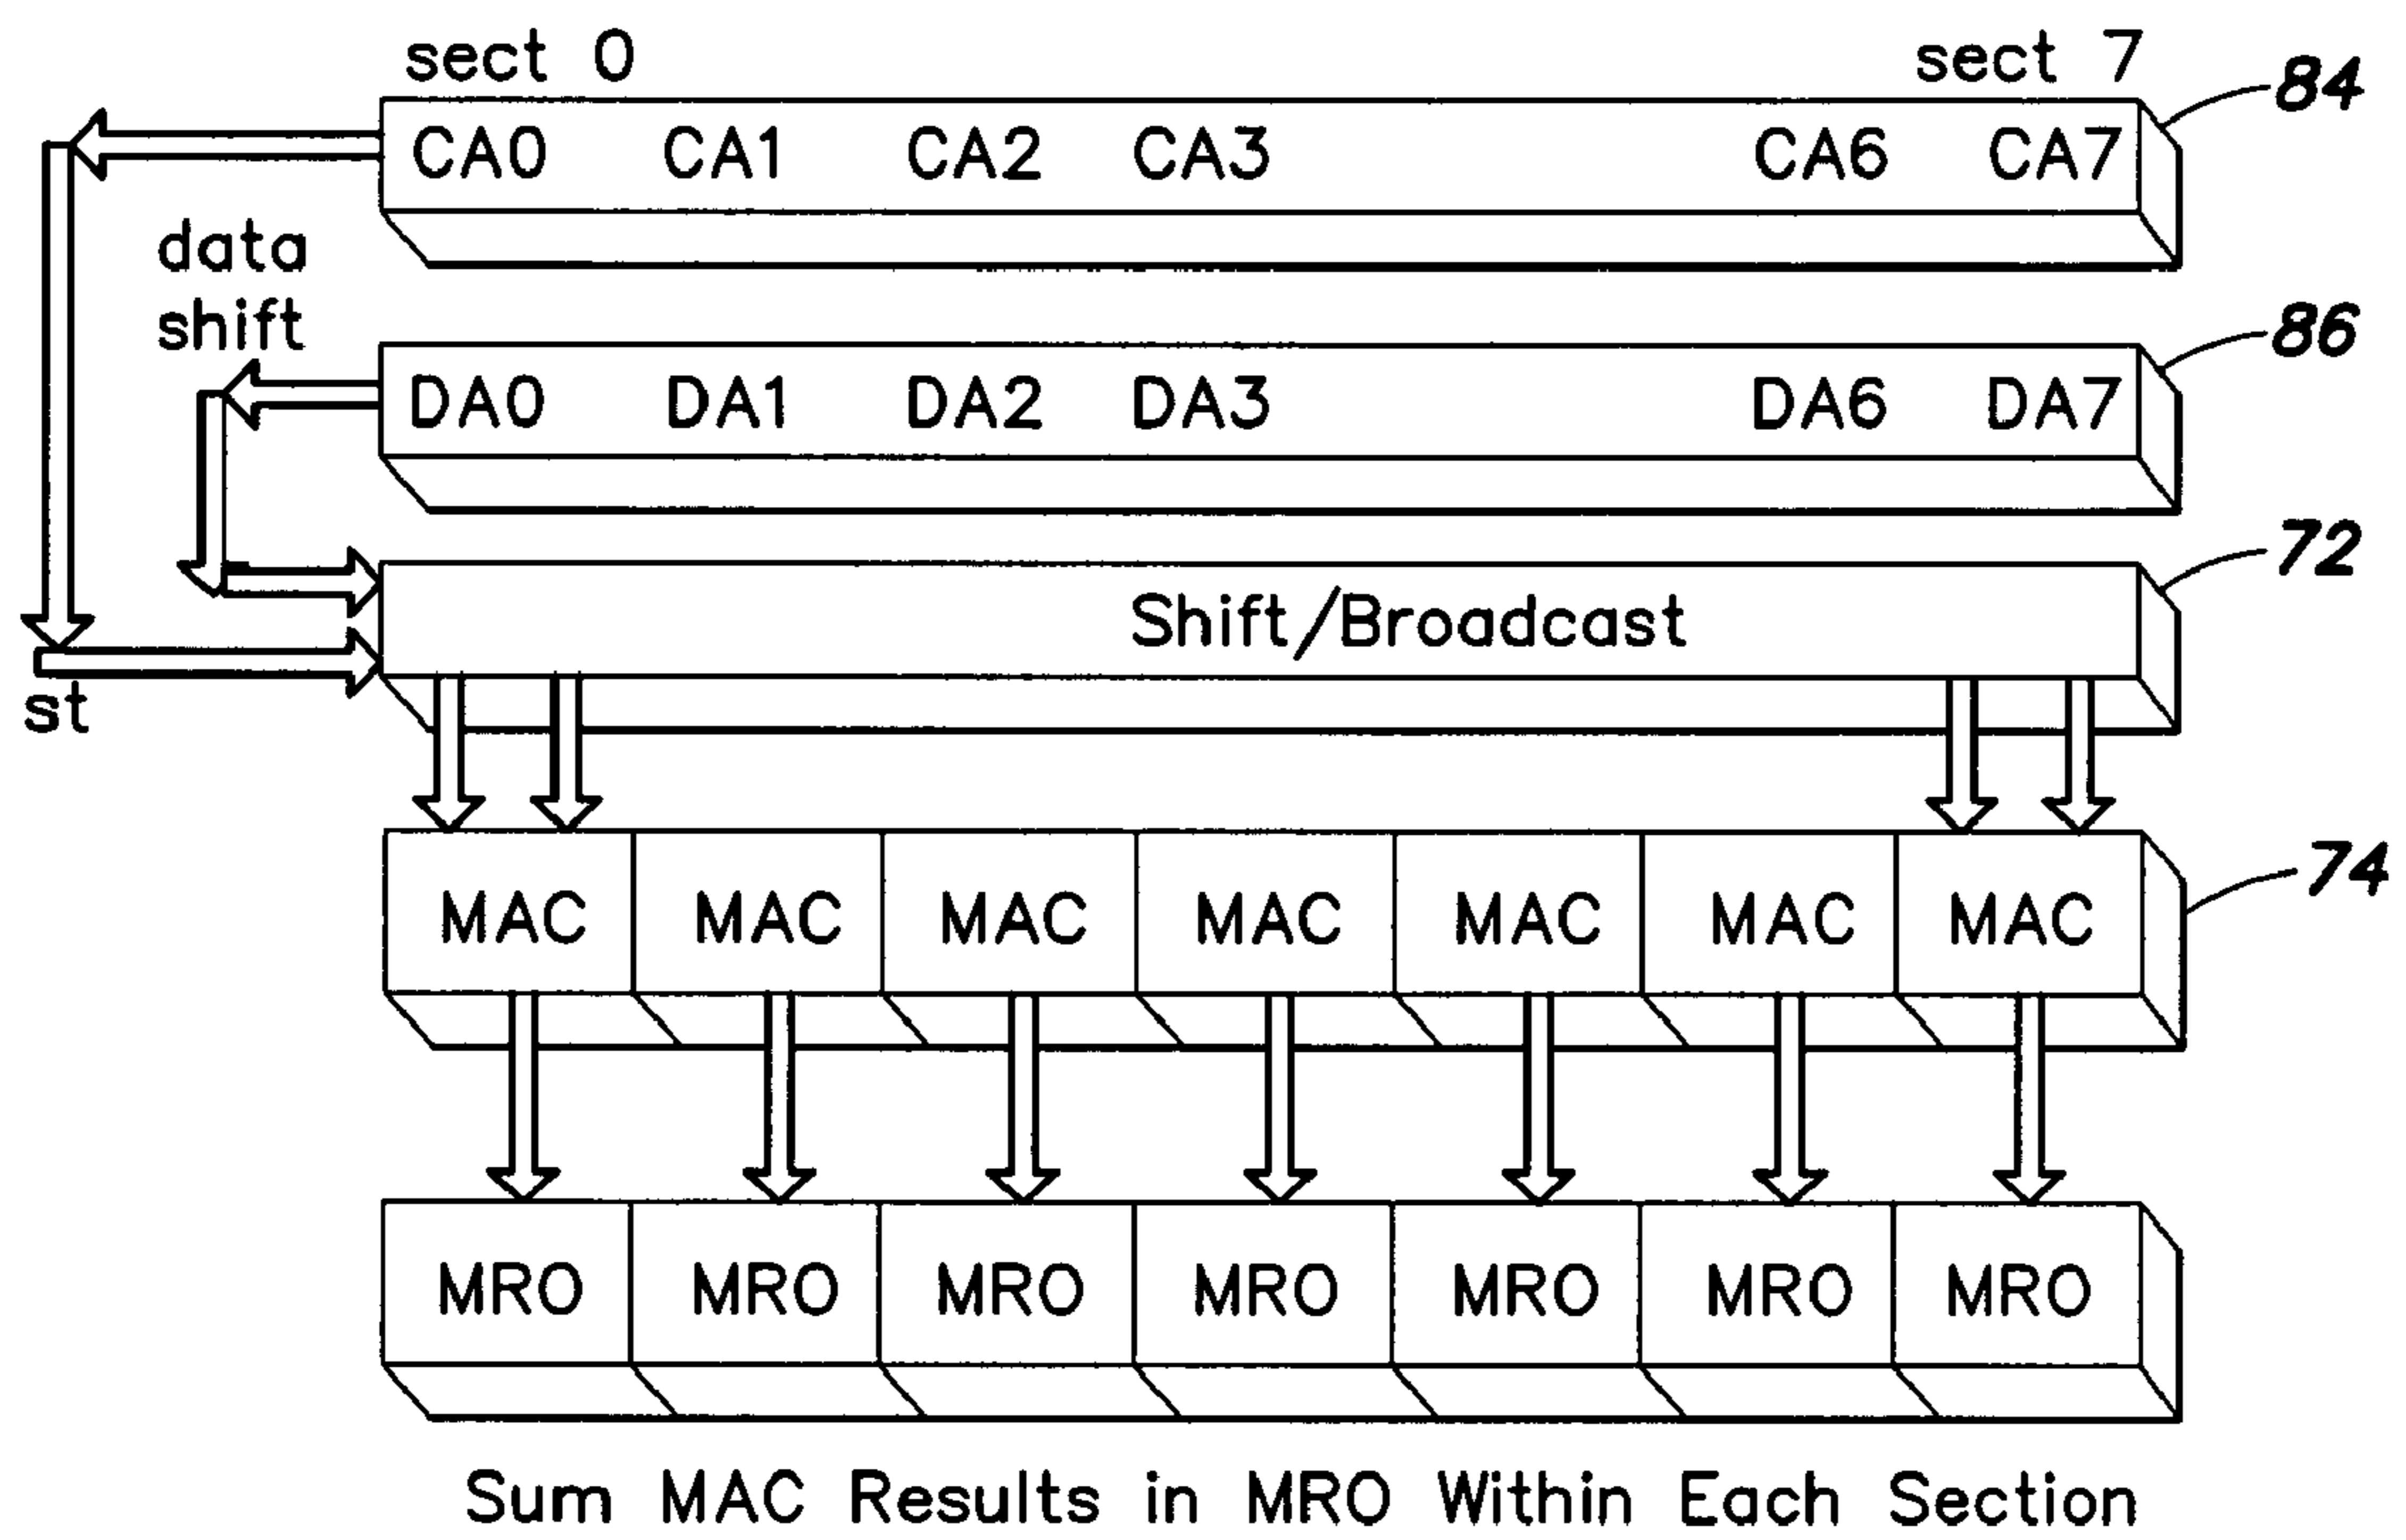 sect 0 sect 7
84
CA0 CA1 CA2 CA3 CA6 CA7
data
shift
86
DA0 DA1 DA2 DA3 DA6 DA7
72
Shift/Broadcast
st
74
MAC MAC MAC MAC MAC MAC MAC
MRO MRO MRO MRO MRO MRO MRO
Sum MAC Results in MRO Within Each Section